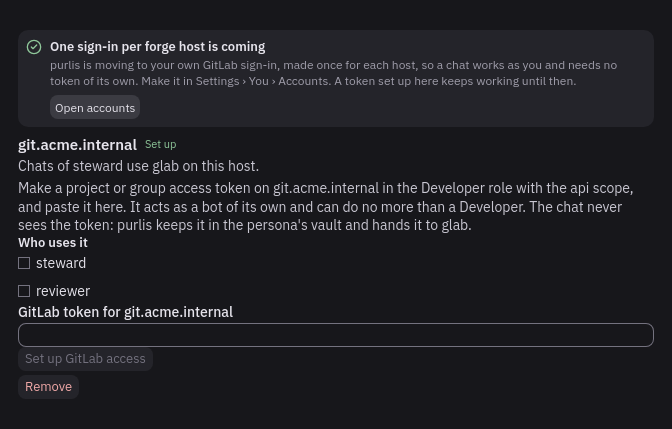 One sign-in per forge host is coming
purlis is moving to your own GitLab sign-in, made once for each host, so a chat works as you and needs no
token of its own. Make it in Settings › You › Accounts. A token set up here keeps working until then.
Open accounts
git.acme.internal Set up
Chats of steward use glab on this host.
Make a project or group access token on git.acme.internal in the Developer role with the api scope,
and paste it here. It acts as a bot of its own and can do no more than a Developer. The chat never
sees the token: purlis keeps it in the persona's vault and hands it to glab.
Who uses it
steward
reviewer
GitLab token for git.acme.internal
Set up GitLab access
Remove